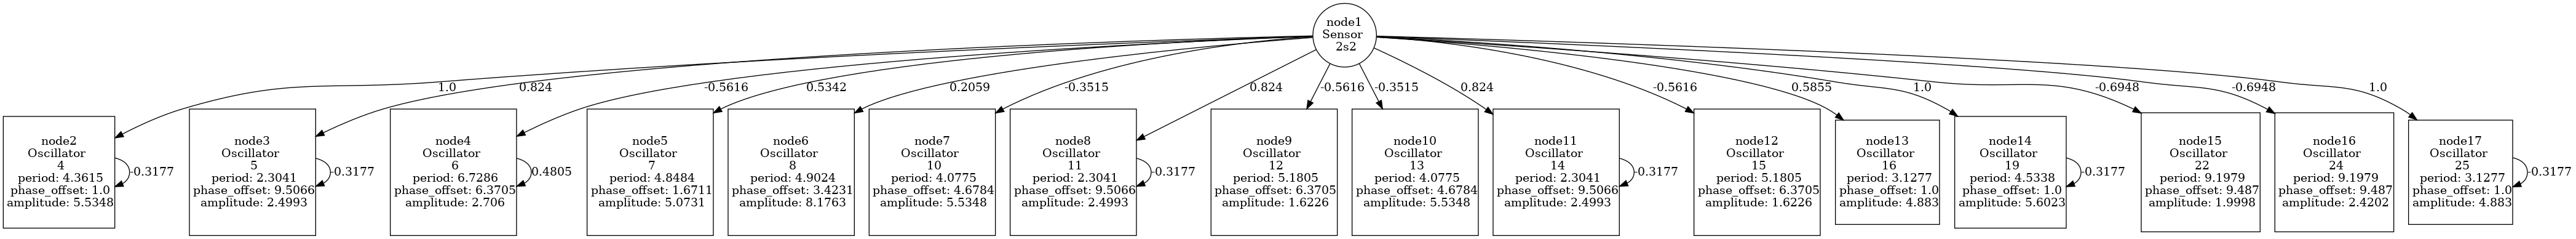 node1
Sensor
2s2
1.0
0.824
-0.5616
0.5342
0.2059
-0.3515
0.824
-0.5616
-0.3515
0.824
-0.5616
0.5855
1.0
-0.6948
-0.6948
1.0
node2
Oscillator
4
period: 4.3615
phase_offset: 1.0
amplitude: 5.5348
-0.3177
node3
Oscillator
5
period: 2.3041
phase_offset: 9.5066
amplitude: 2.4993
-0.3177
node4
Oscillator
6
period: 6.7286
phase_offset: 6.3705
amplitude: 2.706
0.4805
node5
Oscillator
7
period: 4.8484
phase_offset: 1.6711
amplitude: 5.0731
node6
Oscillator
8
period: 4.9024
phase_offset: 3.4231
amplitude: 8.1763
node7
Oscillator
10
period: 4.0775
phase_offset: 4.6784
amplitude: 5.5348
node8
Oscillator
11
period: 2.3041
phase_offset: 9.5066
amplitude: 2.4993
-0.3177
node9
Oscillator
12
period: 5.1805
phase_offset: 6.3705
amplitude: 1.6226
node10
Oscillator
13
period: 4.0775
phase_offset: 4.6784
amplitude: 5.5348
node11
Oscillator
14
period: 2.3041
phase_offset: 9.5066
amplitude: 2.4993
-0.3177
node12
Oscillator
15
period: 5.1805
phase_offset: 6.3705
amplitude: 1.6226
node13
Oscillator
16
period: 3.1277
phase_offset: 1.0
amplitude: 4.883
node14
Oscillator
19
period: 4.5338
phase_offset: 1.0
amplitude: 5.6023
-0.3177
node15
Oscillator
22
period: 9.1979
phase_offset: 9.487
amplitude: 1.9998
node16
Oscillator
24
period: 9.1979
phase_offset: 9.487
amplitude: 2.4202
node17
Oscillator
25
period: 3.1277
phase_offset: 1.0
amplitude: 4.883
-0.3177